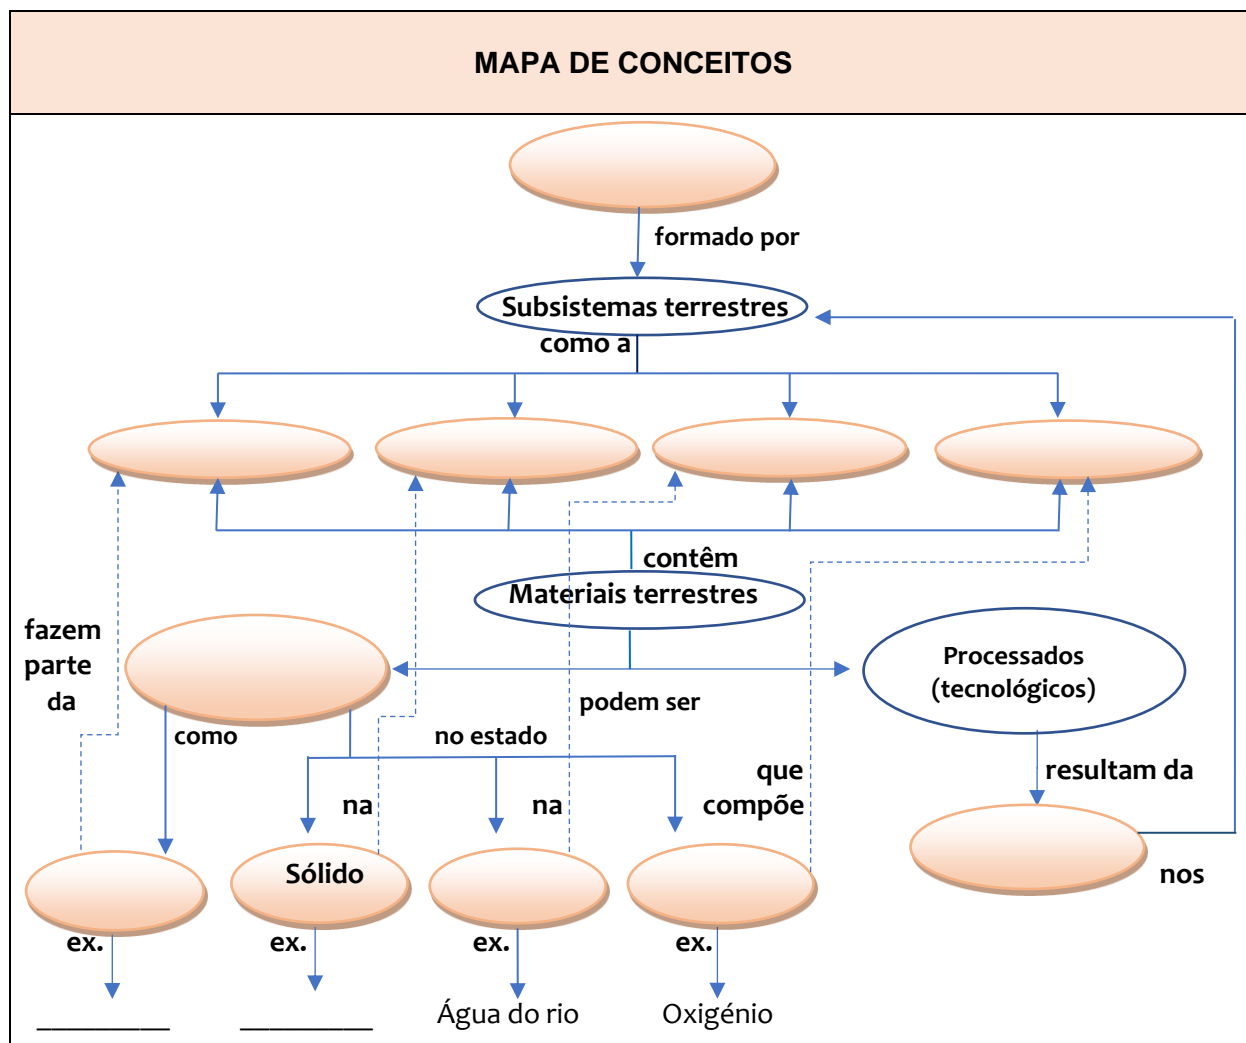 MAPA DE CONCEITOS
formado por
Subsistemas terrestres
como a
contêm
Materiais terrestres
fazem
parte
da
Processados
(tecnológicos)
podem ser
como
no estado
que
compõe
resultam da
na
na
Sólido
nos
ex.
ex.
ex.
ex.
Água do rio
Oxigénio